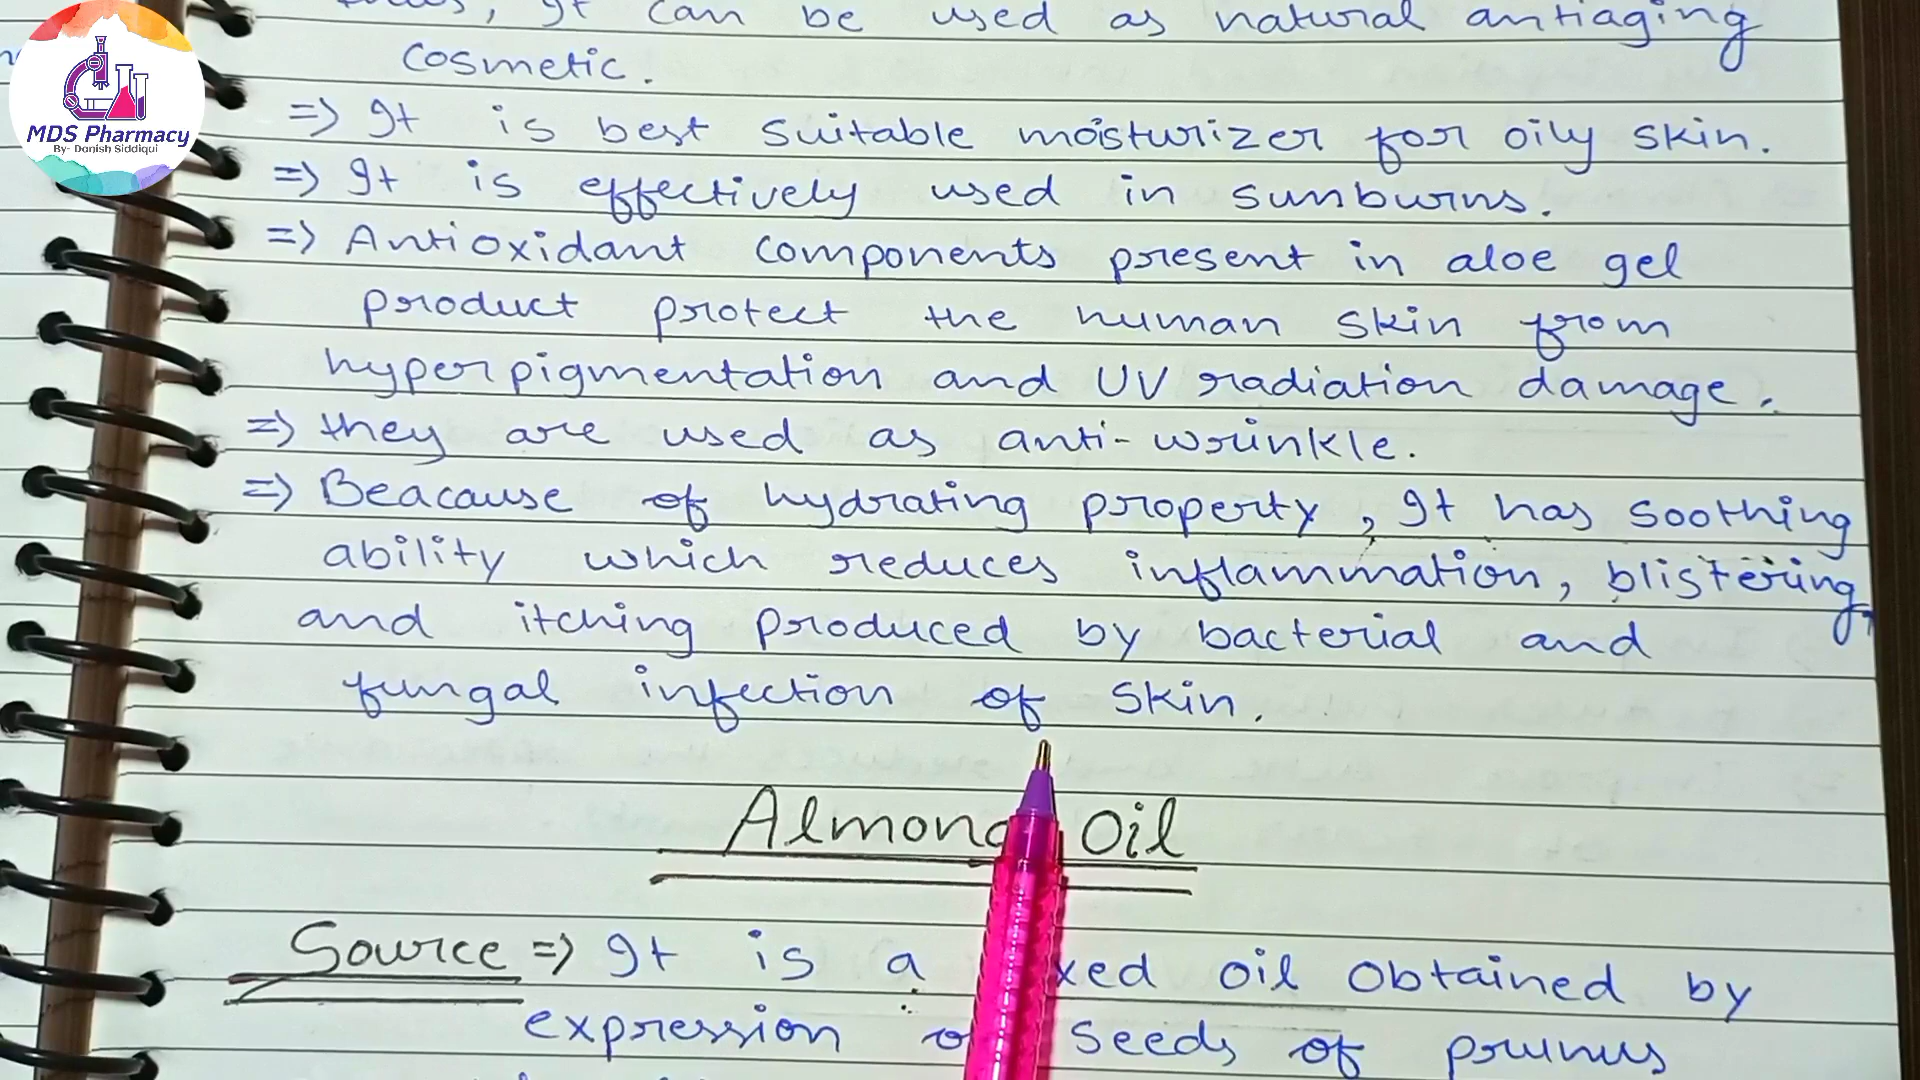 MDS Pharmacy
By- Danish Siddiqui
, It can be used as natural antiaging
cosmetic.
=> It is best suitable moisturizer for oily skin.
=> It is effectively used in sunburns.
=> Antioxidant components present in aloe gel
product protect the human skin from
hyperpigmentation and UV radiation damage.
=> they are used as anti-wrinkle.
=> Beacause of hydrating property, It has soothing
ability which reduces inflammation, blistering,
and itching produced by bacterial and
fungal infection of skin.
Almond Oil
Source => It is a xed oil obtained by
expression seeds of prunus